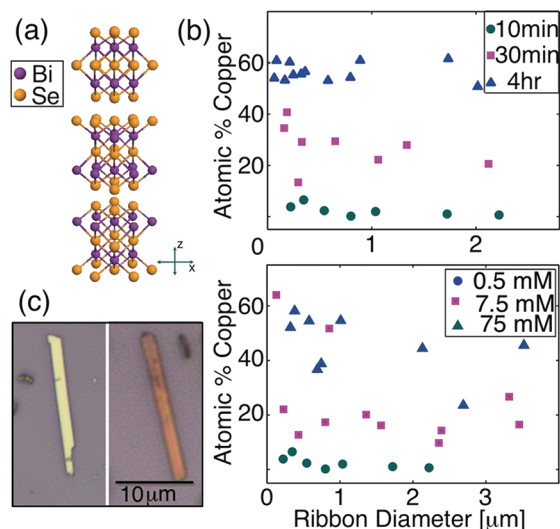 (a)
Bi
Se
z
x
(b)
Atomic % Copper
80
60
40
20
0
1
2
10min
30min
4hr
(c)
10μm
Atomic % Copper
60
40
20
0
0
1
2
3
0.5 mM
7.5 mM
75 mM
Ribbon Diameter [μm]